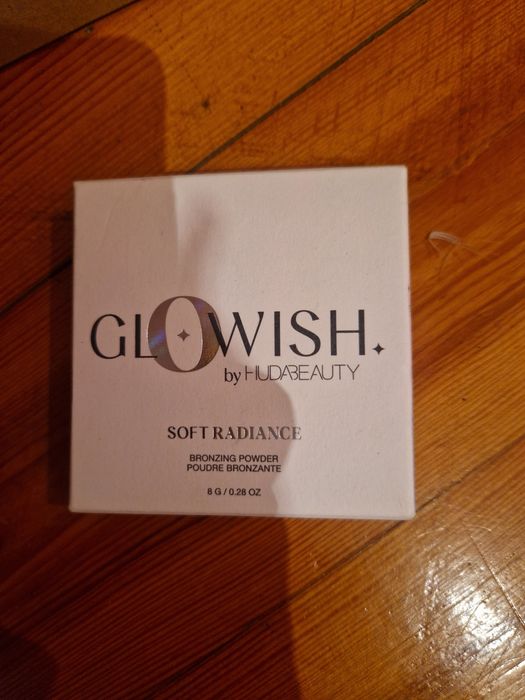 GLOWISH.
by HUDABEAUTY
SOFT RADIANCE
BRONZING POWDER
POUDRE BRONZANTE
8 G / 0.28 OZ